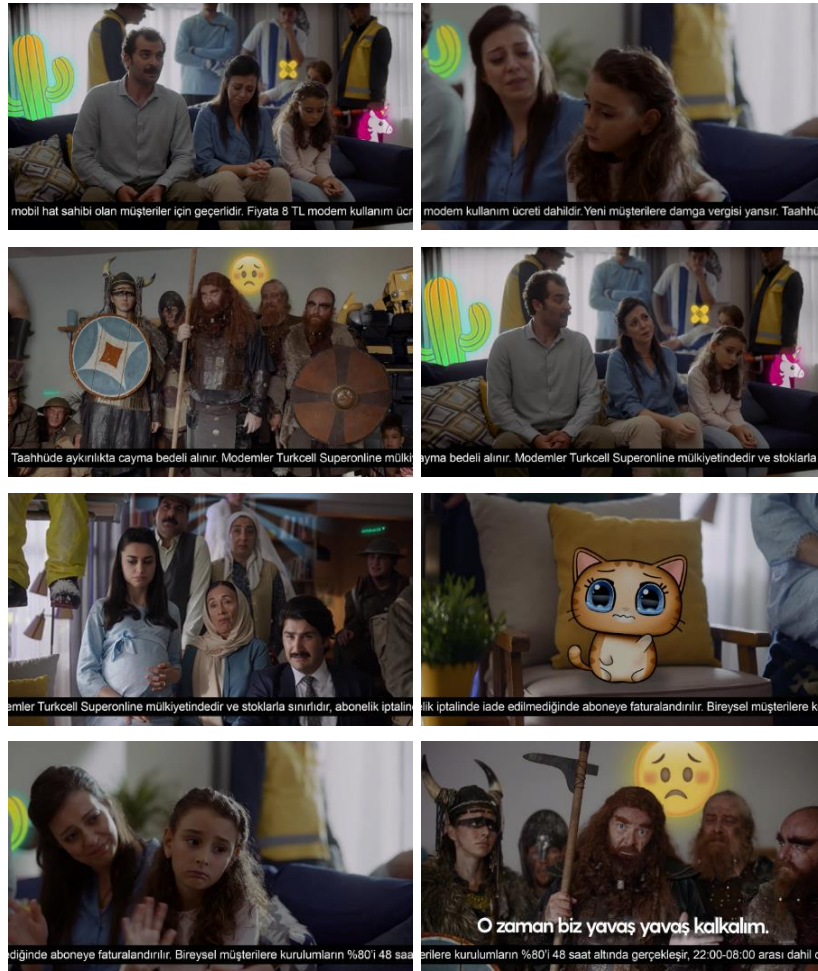 mobil hat sahibi olan müşteriler için geçerlidir. Fiyata 8 TL modem kullanım ücr
modem kullanım ücreti dahildir.Yeni müşterilere damga vergisi yansır. Taahhü
Taahhüde aykırılıkta cayma bedeli alınır. Modemler Turkcell Superonline mülki
ayma bedeli alınır. Modemler Turkcell Superonline mülkiyetindedir ve stoklarla
emler Turkcell Superonline mülkiyetindedir ve stoklarla sınırlıdır, abonelik iptalin
elik iptalinde iade edilmediğinde aboneye faturalandırılır. Bireysel müşterilere k
ediğinde aboneye faturalandırılır. Bireysel müşterilere kurulumların %80'i 48 saa
O zaman biz yavaş yavaş kalkalım.
erilere kurulumların %80'i 48 saat altında gerçekleşir, 22:00-08:00 arası dahil